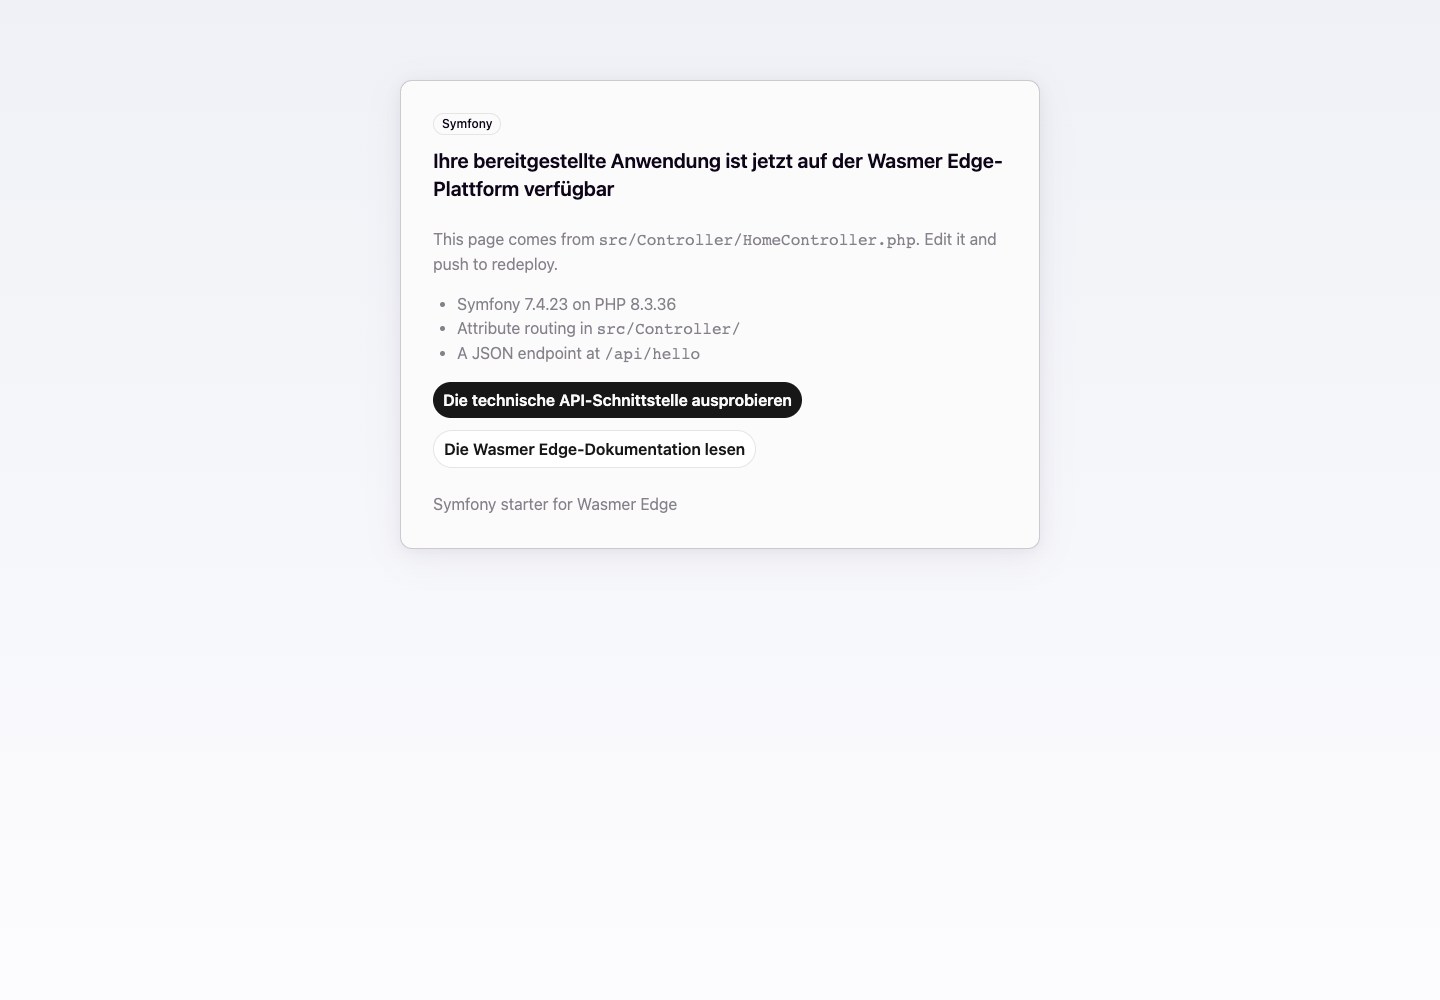 Symfony
Ihre bereitgestellte Anwendung ist jetzt auf der Wasmer Edge-
Plattform verfügbar
This page comes from src/Controller/HomeController.php. Edit it and
push to redeploy.
• Symfony 7.4.23 on PHP 8.3.36
• Attribute routing in src/Controller/
• A JSON endpoint at /api/hello
Die technische API-Schnittstelle ausprobieren
Die Wasmer Edge-Dokumentation lesen
Symfony starter for Wasmer Edge